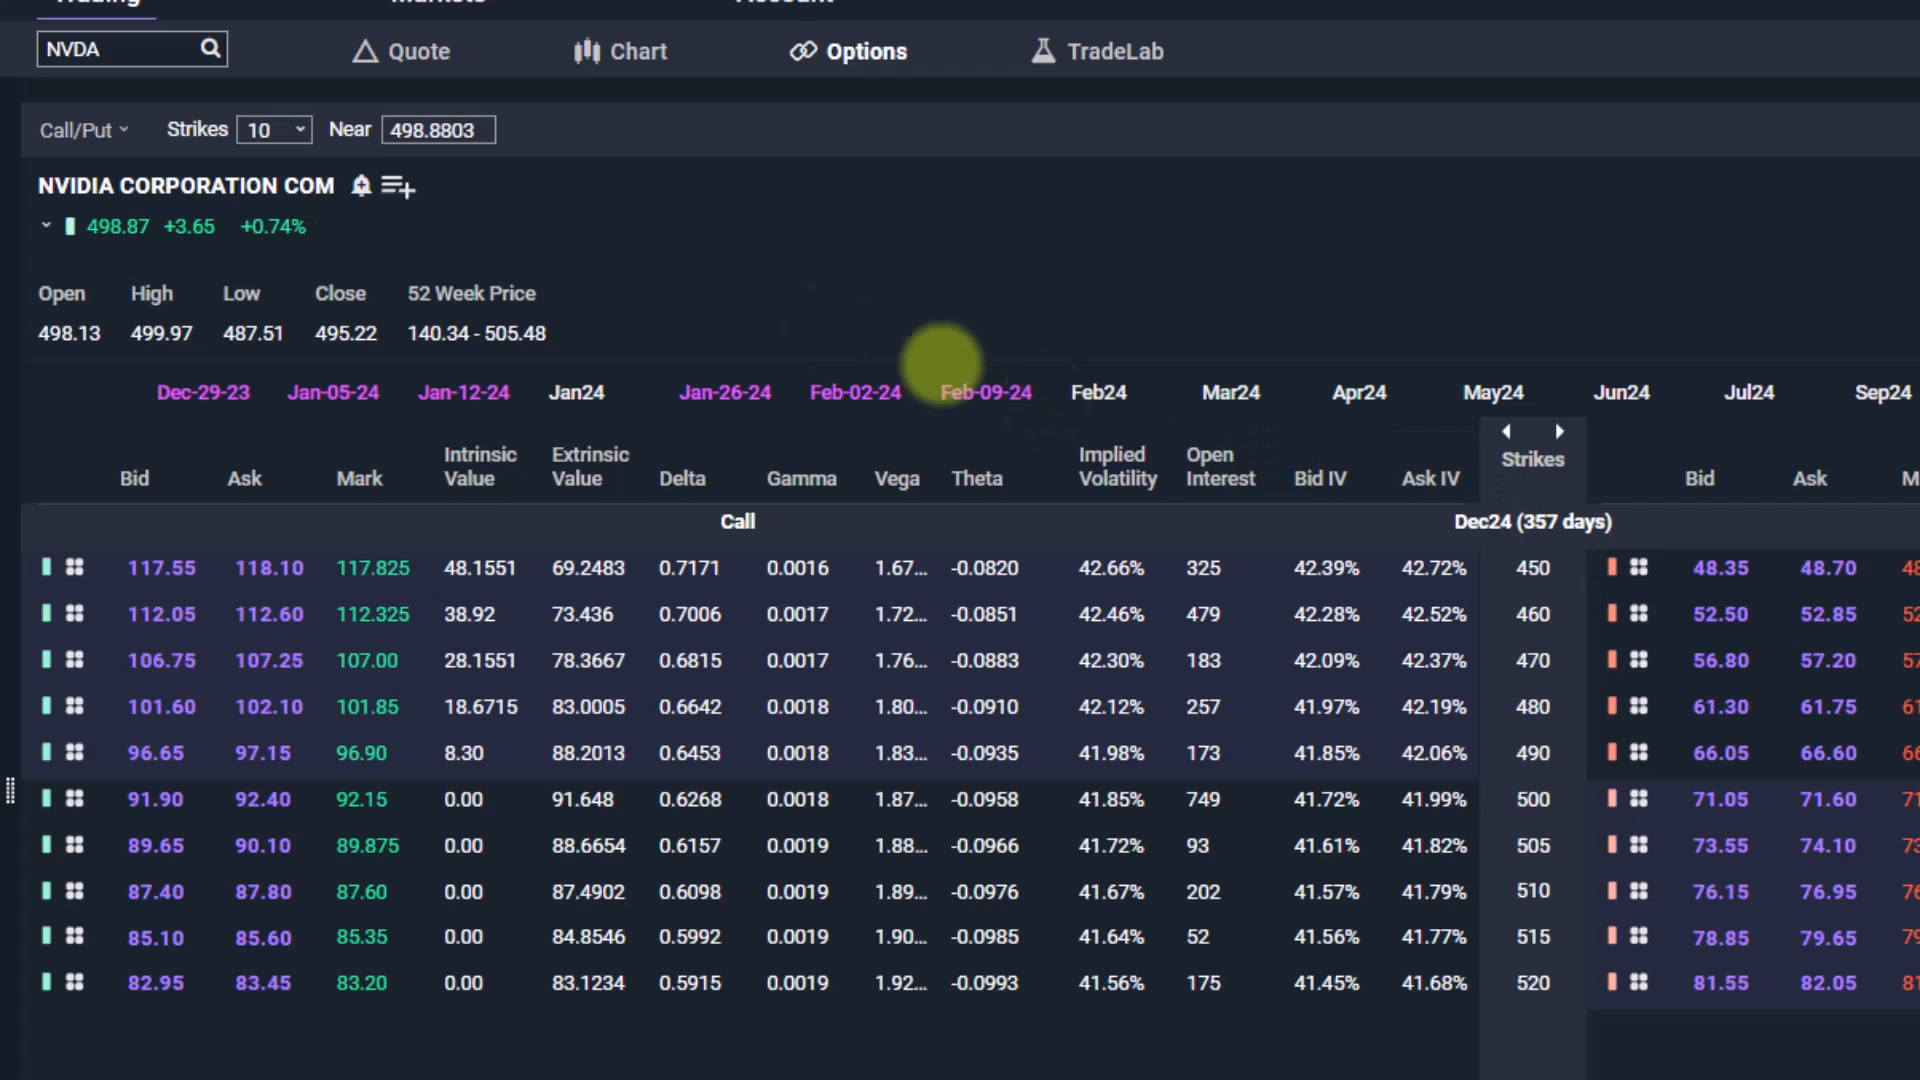 Trading Markets Account
NVDA Quote Chart Options TradeLab
Call/Put Strikes 10 Near 498.8803
NVIDIA CORPORATION COM
498.87 +3.65 +0.74%
Open High Low Close 52 Week Price
498.13 499.97 487.51 495.22 140.34 - 505.48
Dec-29-23 Jan-05-24 Jan-12-24 Jan24 Jan-26-24 Feb-02-24 Feb-09-24 Feb24 Mar24 Apr24 May24 Jun24 Jul24 Sep24
Bid Ask Mark Intrinsic Value Extrinsic Value Delta Gamma Vega Theta Implied Volatility Open Interest Bid IV Ask IV Strikes Bid Ask M
Call Dec24 (357 days)
117.55 118.10 117.825 48.1551 69.2483 0.7171 0.0016 1.67... -0.0820 42.66% 325 42.39% 42.72% 450 48.35 48.70 48
112.05 112.60 112.325 38.92 73.436 0.7006 0.0017 1.72... -0.0851 42.46% 479 42.28% 42.52% 460 52.50 52.85 52
106.75 107.25 107.00 28.1551 78.3667 0.6815 0.0017 1.76... -0.0883 42.30% 183 42.09% 42.37% 470 56.80 57.20 57
101.60 102.10 101.85 18.6715 83.0005 0.6642 0.0018 1.80... -0.0910 42.12% 257 41.97% 42.19% 480 61.30 61.75 61
96.65 97.15 96.90 8.30 88.2013 0.6453 0.0018 1.83... -0.0935 41.98% 173 41.85% 42.06% 490 66.05 66.60 66
91.90 92.40 92.15 0.00 91.648 0.6268 0.0018 1.87... -0.0958 41.85% 749 41.72% 41.99% 500 71.05 71.60 71
89.65 90.10 89.875 0.00 88.6654 0.6157 0.0019 1.88... -0.0966 41.72% 93 41.61% 41.82% 505 73.55 74.10 73
87.40 87.80 87.60 0.00 87.4902 0.6098 0.0019 1.89... -0.0976 41.67% 202 41.57% 41.79% 510 76.15 76.95 76
85.10 85.60 85.35 0.00 84.8546 0.5992 0.0019 1.90... -0.0985 41.64% 52 41.56% 41.77% 515 78.85 79.65 79
82.95 83.45 83.20 0.00 83.1234 0.5915 0.0019 1.92... -0.0993 41.56% 175 41.45% 41.68% 520 81.55 82.05 81